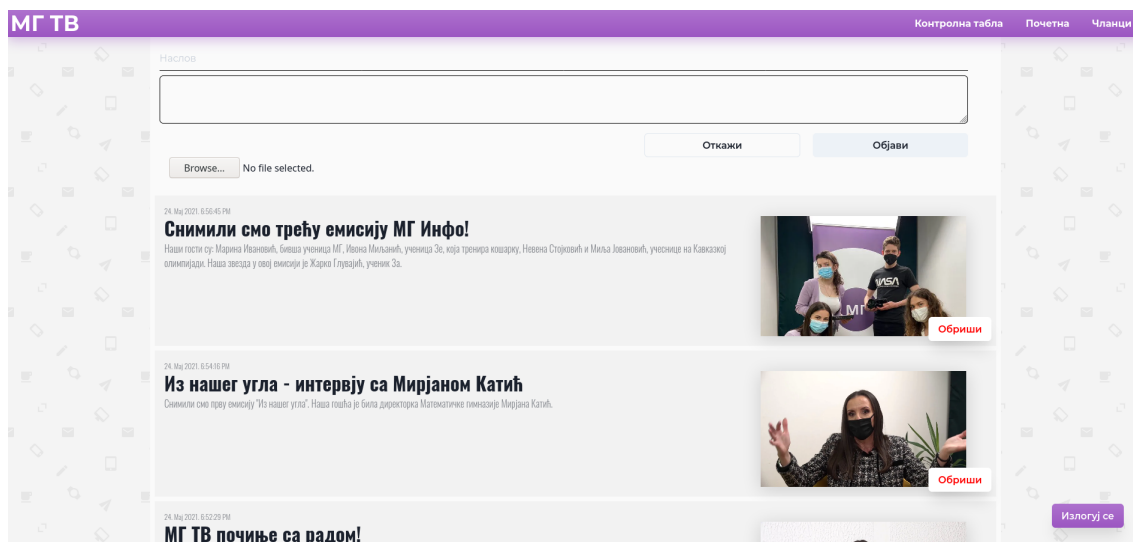 МГ ТВ
Контролна табла Почетна Чланци
Наслов
Откажи Објави
Browse... No file selected.
24. Мај 2021. 6:56:45 PM
Снимили смо трећу емисију МГ Инфо!
Наши гости су: Марина Ивановић, бивша ученица МГ, Ивона Миљанић, ученица 3е, која тренира кошарку, Невена Стојковић и Миља Јовановић, учеснице на Кавказкој
олимпијади. Наша звезда у овој емисији је Жарко Глувајић, ученик 3а.
NASA
МГ
Обриши
24. Мај 2021. 6:54:16 PM
Из нашег угла - интервју са Мирјаном Катић
Снимили смо прву емисију "Из нашег угла". Наша гошћа је била директорка Математичке гимназије Мирјана Катић.
Обриши
Излогуј се
24. Мај 2021. 6:52:29 PM
МГ ТВ почиње са радом!